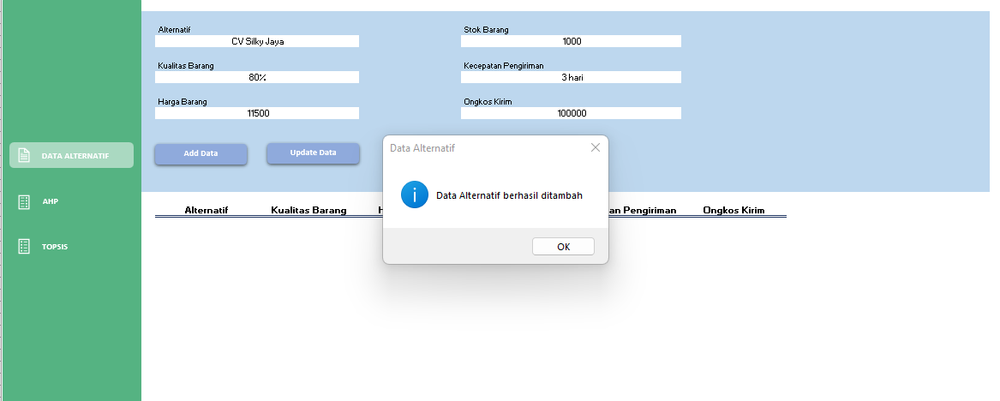 DATA ALTERNATIF
AHP
TOPSIS
Alternatif
CV Silky Jaya
Stok Barang
1000
Kualitas Barang
80%
Kecepatan Pengiriman
3 hari
Harga Barang
11500
Ongkos Kirim
100000
Add Data
Update Data
Data Alternatif
Data Alternatif berhasil ditambah
OK
Alternatif Kualitas Barang H an Pengiriman Ongkos Kirim